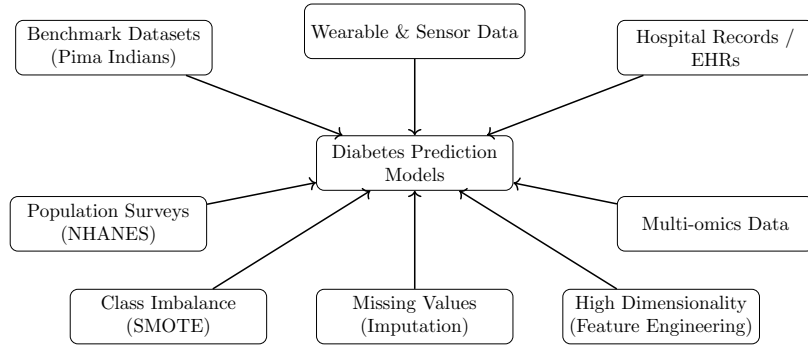 Benchmark Datasets
(Pima Indians)
Wearable & Sensor Data
Hospital Records /
EHRs
Diabetes Prediction
Models
Population Surveys
(NHANES)
Multi-omics Data
Class Imbalance
(SMOTE)
Missing Values
(Imputation)
High Dimensionality
(Feature Engineering)